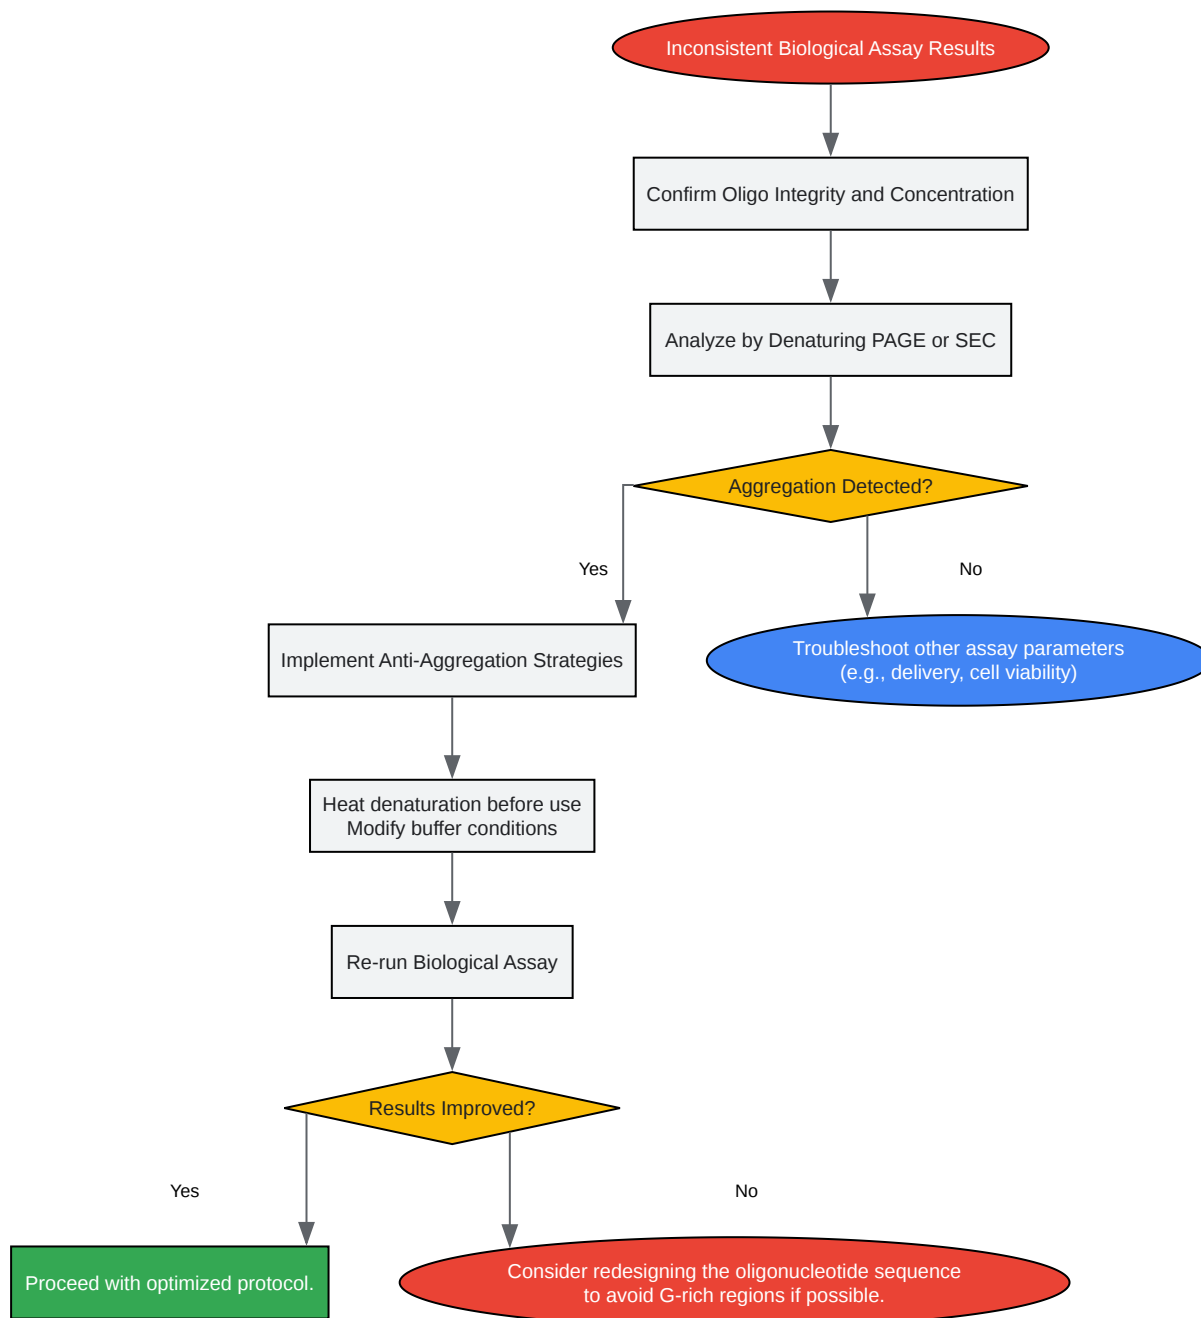 Inconsistent Biological Assay Results
Confirm Oligo Integrity and Concentration
Analyze by Denaturing PAGE or SEC
Aggregation Detected?
Yes
No
Implement Anti-Aggregation Strategies
Troubleshoot other assay parameters
(e.g., delivery, cell viability)
Heat denaturation before use
Modify buffer conditions
Re-run Biological Assay
Results Improved?
Yes
No
Proceed with optimized protocol.
Consider redesigning the oligonucleotide sequence
to avoid G-rich regions if possible.